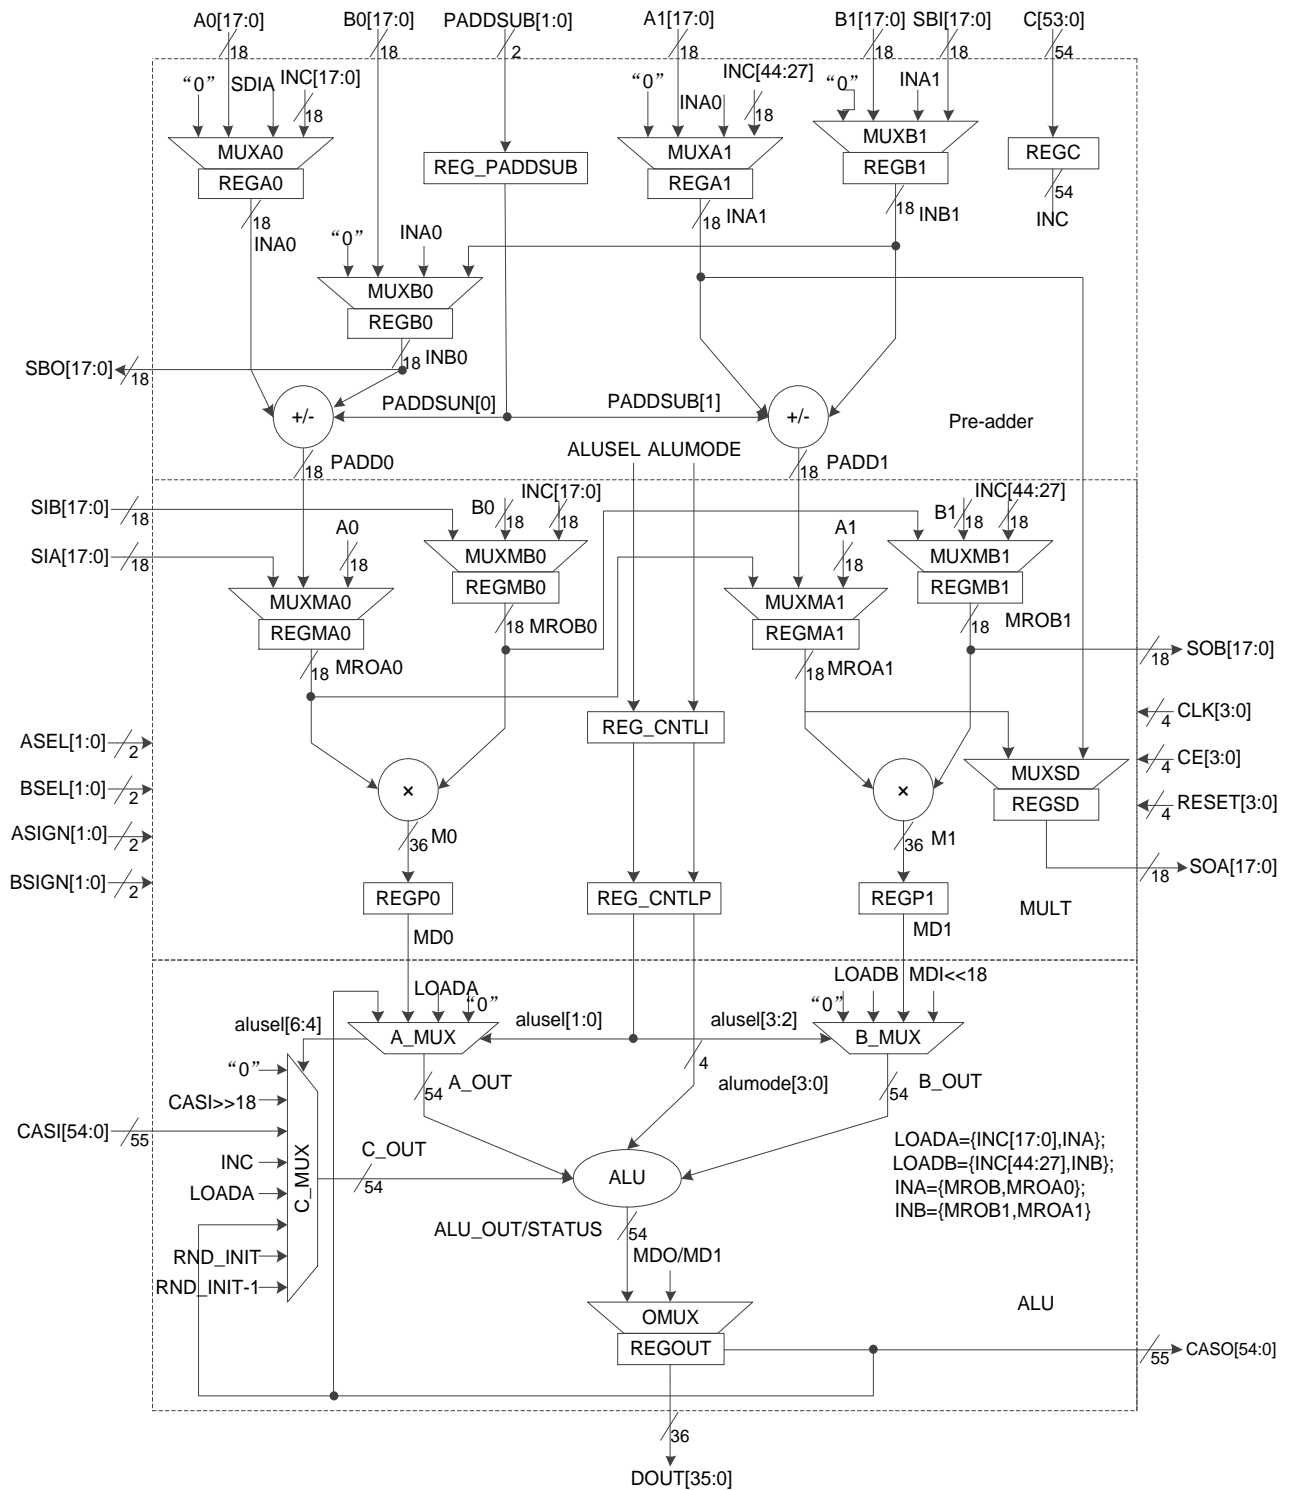 A0[17:0] B0[17:0] PADDSUB[1:0] A1[17:0] B1[17:0] SBI[17:0] C[53:0]
18 18 2 18 18 18 54
“0” SDIA INC[17:0] “0” INA0 INC[44:27] “0” INA1
18 18
MUXA0 MUXA1 MUXB1 REGC
REGA0 REG_PADDSUB REGA1 REGB1
18 18 18 54
INA0 INA1 INB1 INC
“0” INA0
MUXB0
REGB0
18 INB0
SBO[17:0] 18
+/- PADDSUN[0] PADDSUB[1] +/-
Pre-adder
18 PADD0 ALUSEL ALUMODE 18 PADD1
SIB[17:0] 18 B0 18 INC[17:0] 18 B1 18 INC[44:27] 18
SIA[17:0] 18 A0 18 MUXMB0 A1 18 MUXMB1
MUXMA0 REGMB0 MUXMA1 REGMB1
REGMA0 18 MROB0 REGMA1 18 MROB1
18 MROA0 18 MROA1 18 SOB[17:0]
REG_CNTLI 4 CLK[3:0]
ASEL[1:0] 2 4 CE[3:0]
BSEL[1:0] 2 × × MUXSD
REGSD 4 RESET[3:0]
ASIGN[1:0] 2 36 M0 36 M1
BSIGN[1:0] 2 18 SOA[17:0]
REGP0 REG_CNTLP REGP1 MULT
MD0 MD1
LOADA “0” “0” LOADB MDI<<18
alusel[6:4] A_MUX alusel[1:0] alusel[3:2] B_MUX
“0” 54 A_OUT 4 alumode[3:0] 54 B_OUT
CASI>>18
CASI[54:0] 55
INC
LOADA
RND_INIT
RND_INIT-1
C_MUX
C_OUT
54
ALU
LOADA={INC[17:0],INA};
LOADB={INC[44:27],INB};
INA={MROB,MROA0};
INB={MROB1,MROA1}
ALU_OUT/STATUS 54
MDO/MD1
OMUX
REGOUT
ALU
55 CASO[54:0]
36
DOUT[35:0]